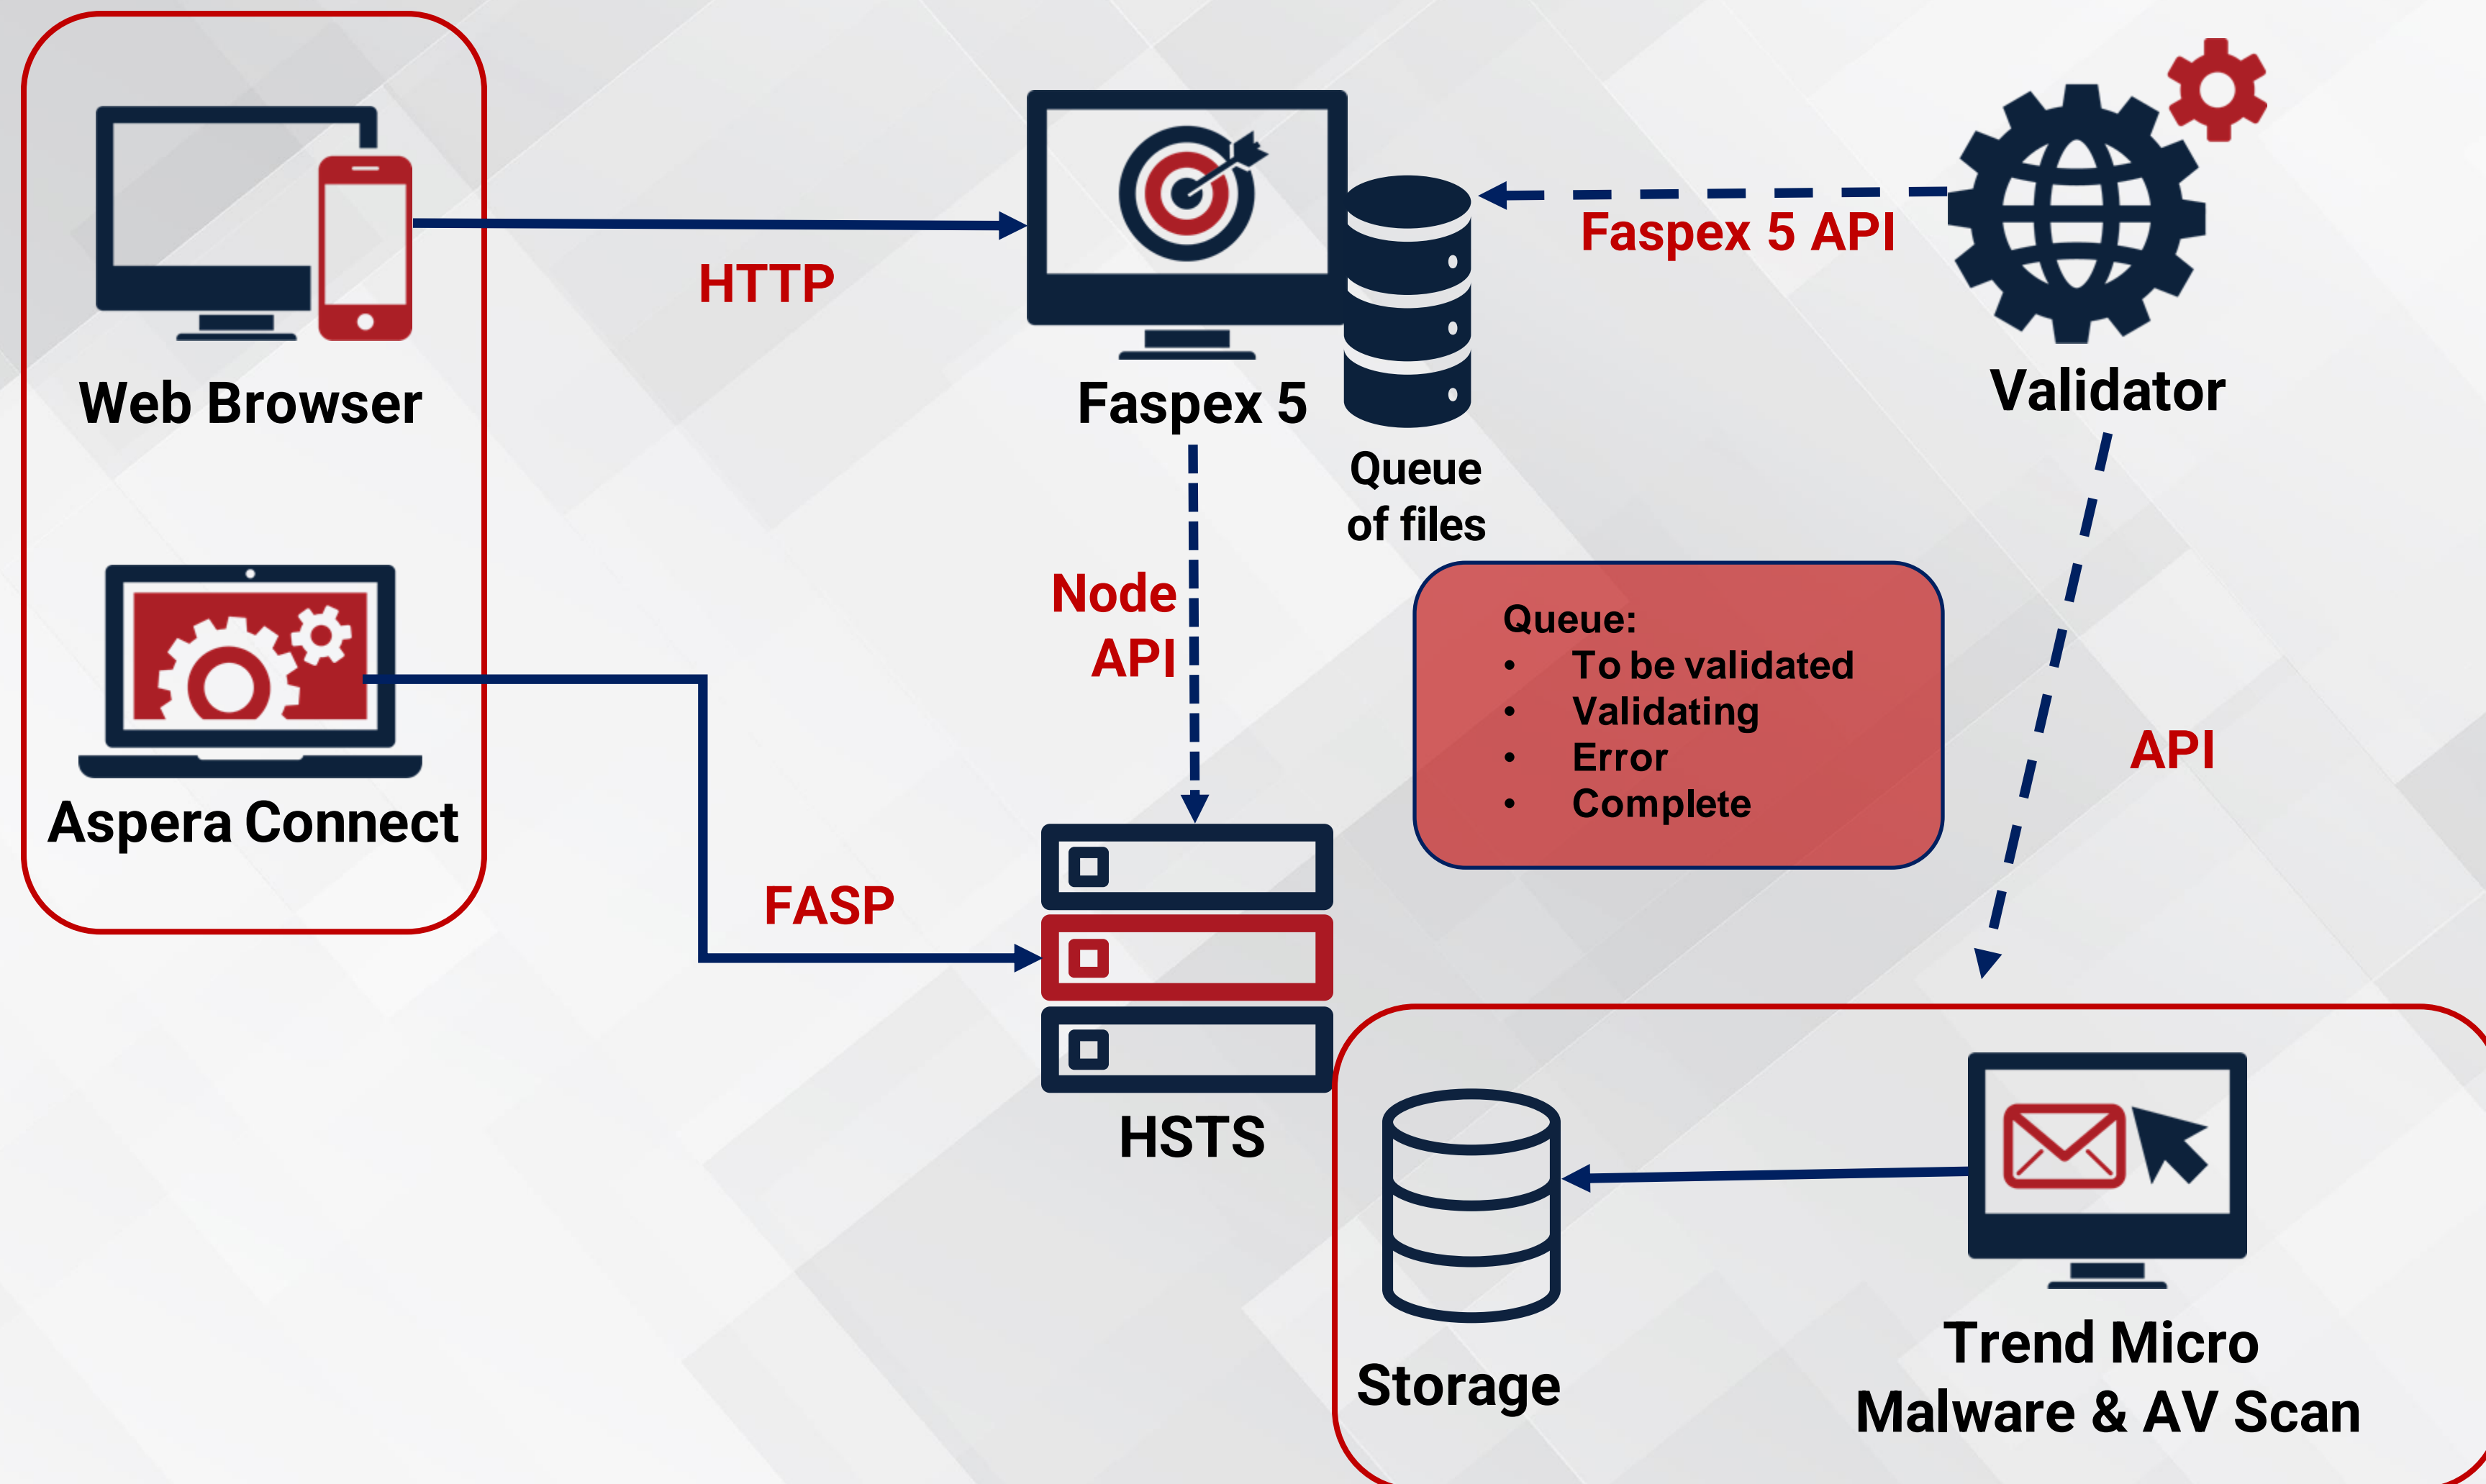 Web Browser
HTTP
Faspex 5
Queue
of files
Faspex 5 API
Validator
Aspera Connect
Node
API
Queue:
• To be validated
• Validating
• Error
• Complete
API
FASP
HSTS
Storage
Trend Micro
Malware & AV Scan